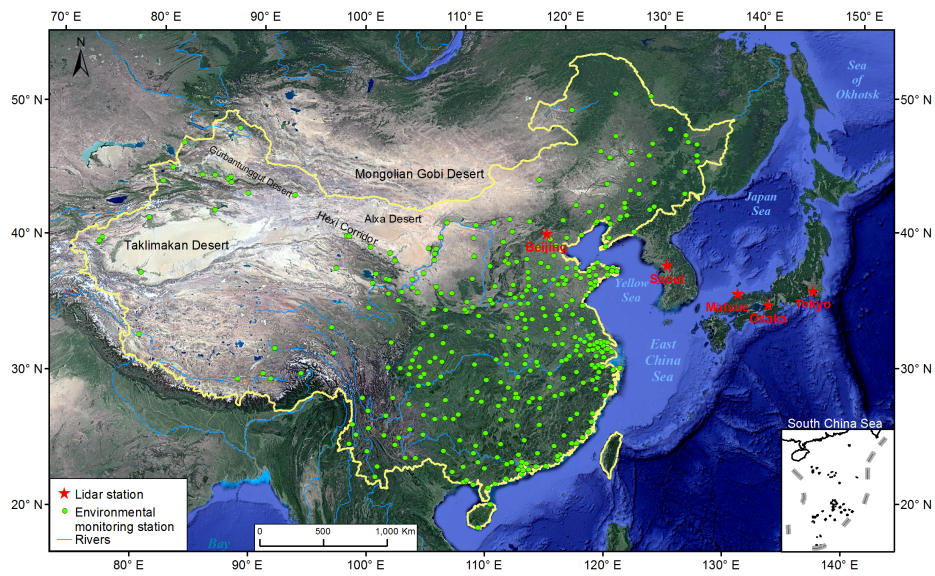 70° E
80° E
90° E
100° E
110° E
120° E
130° E
140° E
150° E
N
Sea
of
Okhotsk
50° N
50° N
Gurbantunggut Desert
Mongolian Gobi Desert
Japan
Sea
Hexi Corridor
Alxa Desert
40° N
40° N
Taklimakan Desert
Beijing
Seoul
Yellow
Sea
Matsue
Osaka
Tokyo
East
China
Sea
30° N
30° N
South China Sea
Lidar station
Environmental
monitoring station
Rivers
20° N
20° N
0
500
1,000 Km
Bay
80° E
90° E
100° E
110° E
120° E
130° E
140° E